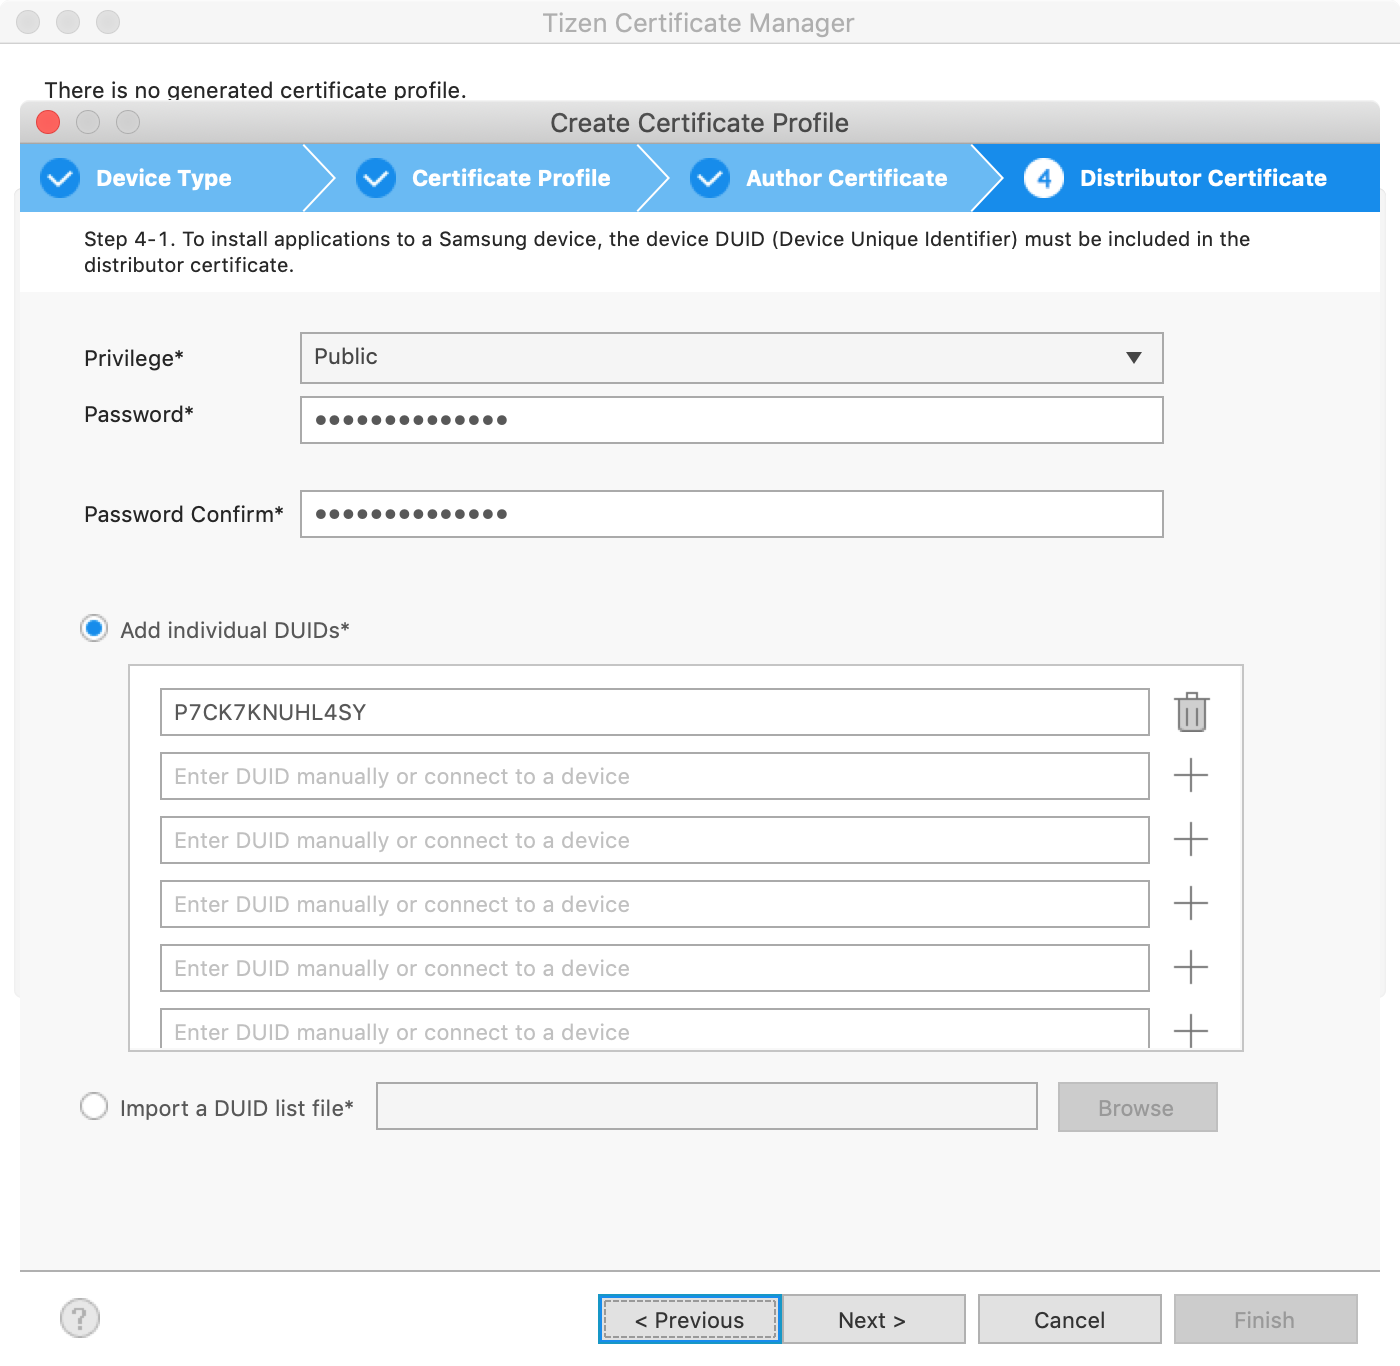 Tizen Certificate Manager
There is no generated certificate profile.
Create Certificate Profile
Device Type
Certificate Profile
Author Certificate
4 Distributor Certificate
Step 4-1. To install applications to a Samsung device, the device DUID (Device Unique Identifier) must be included in the
distributor certificate.
Privilege* Public
Password* ••••••••••••••
Password Confirm* ••••••••••••••
Add individual DUIDs*
P7CK7KNUHL4SY
Enter DUID manually or connect to a device
Enter DUID manually or connect to a device
Enter DUID manually or connect to a device
Enter DUID manually or connect to a device
Enter DUID manually or connect to a device
Import a DUID list file* Browse
? < Previous Next > Cancel Finish